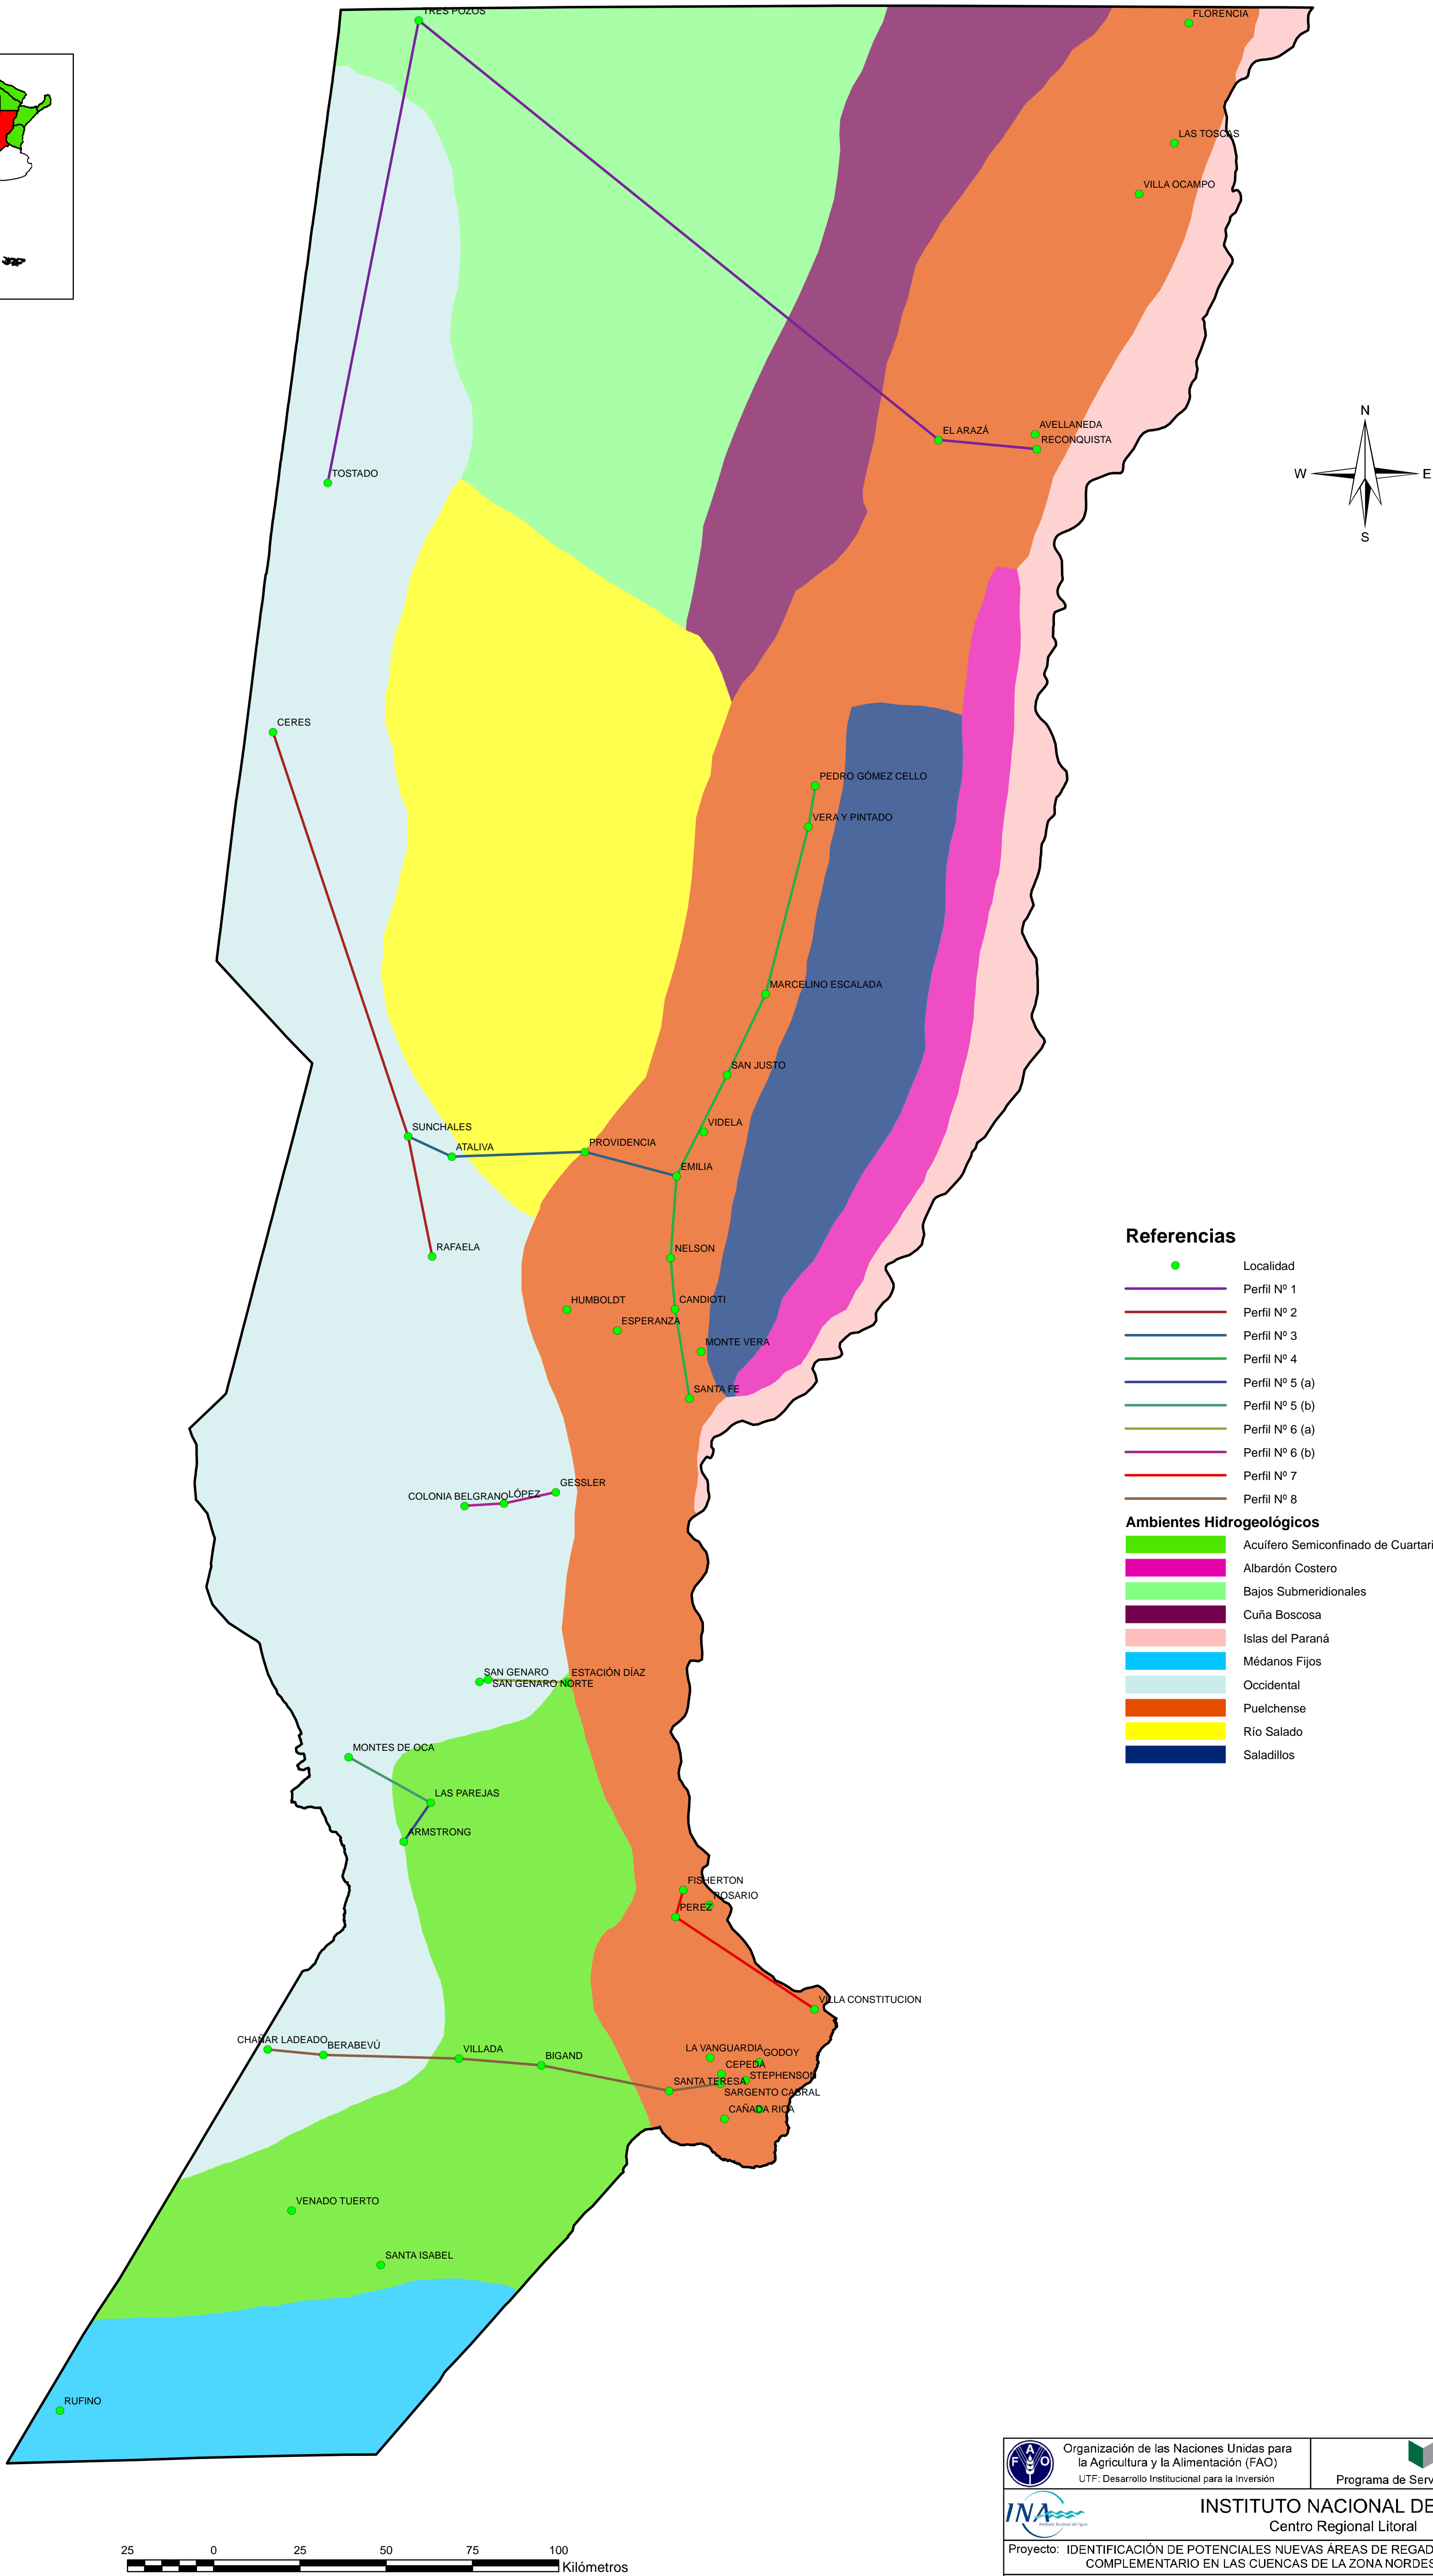 TRES POZOS
FLORENCIA
LAS TOSCAS
VILLA OCAMPO
N
W
E
S
EL ARAZÁ
AVELLANEDA
RECONQUISTA
TOSTADO
CERES
PEDRO GÓMEZ CELLO
VERA Y PINTADO
MARCELINO ESCALADA
SAN JUSTO
VIDELA
SUNCHALES
ATALIVA
PROVIDENCIA
EMILIA
RAFAELA
NELSON
HUMBOLDT
CANDIOTI
ESPERANZA
MONTE VERA
SANTA FE
GESSLER
COLONIA BELGRANO
LÓPEZ
SAN GENARO
ESTACIÓN DÍAZ
SAN GENARO NORTE
MONTES DE OCA
LAS PAREJAS
ARMSTRONG
FISHERTON
ROSARIO
PEREZ
VILLA CONSTITUCION
CHAÑAR LADEADO
BERABEVÚ
VILLADA
BIGAND
LA VANGUARDIA
GODOY
CEPEDA
STEPHENSON
SANTA TERESA
SARGENTO CABRAL
CAÑADA RICA
VENADO TUERTO
SANTA ISABEL
RUFINO
Referencias
Localidad
Perfil Nº 1
Perfil Nº 2
Perfil Nº 3
Perfil Nº 4
Perfil Nº 5 (a)
Perfil Nº 5 (b)
Perfil Nº 6 (a)
Perfil Nº 6 (b)
Perfil Nº 7
Perfil Nº 8
Ambientes Hidrogeológicos
Acuífero Semiconfinado de Cuartari
Albardón Costero
Bajos Submeridionales
Cuña Boscosa
Islas del Paraná
Médanos Fijos
Occidental
Puelchense
Río Salado
Saladillos
25 0 25 50 75 100
Kilómetros
FAO
Organización de las Naciones Unidas para
la Agricultura y la Alimentación (FAO)
UTF: Desarrollo Institucional para la Inversión
Programa de Serv
INA
Instituto Nacional del Agua
INSTITUTO NACIONAL DE
Centro Regional Litoral
Proyecto: IDENTIFICACIÓN DE POTENCIALES NUEVAS ÁREAS DE REGAD
COMPLEMENTARIO EN LAS CUENCAS DE LA ZONA NORDES